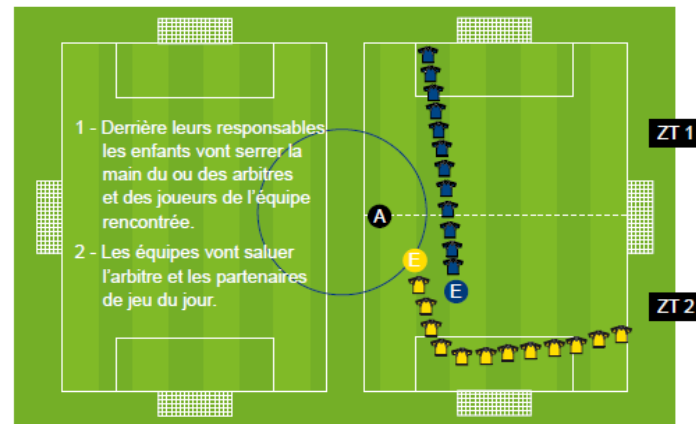 1 - Derrière leurs responsables
les enfants vont serrer la
main du ou des arbitres
et des joueurs de l'équipe
rencontrée.
2 - Les équipes vont saluer
l'arbitre et les partenaires
de jeu du jour.
ZT 1
A
E
E
ZT 2